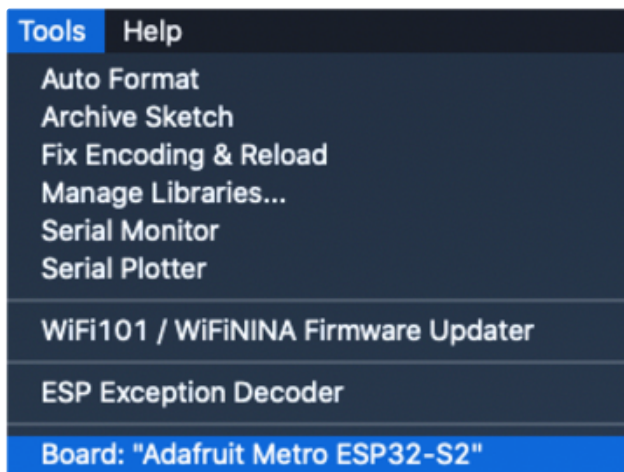 Tools Help
Auto Format
Archive Sketch
Fix Encoding & Reload
Manage Libraries...
Serial Monitor
Serial Plotter
WiFi101 / WiFiNINA Firmware Updater
ESP Exception Decoder
Board: "Adafruit Metro ESP32-S2"